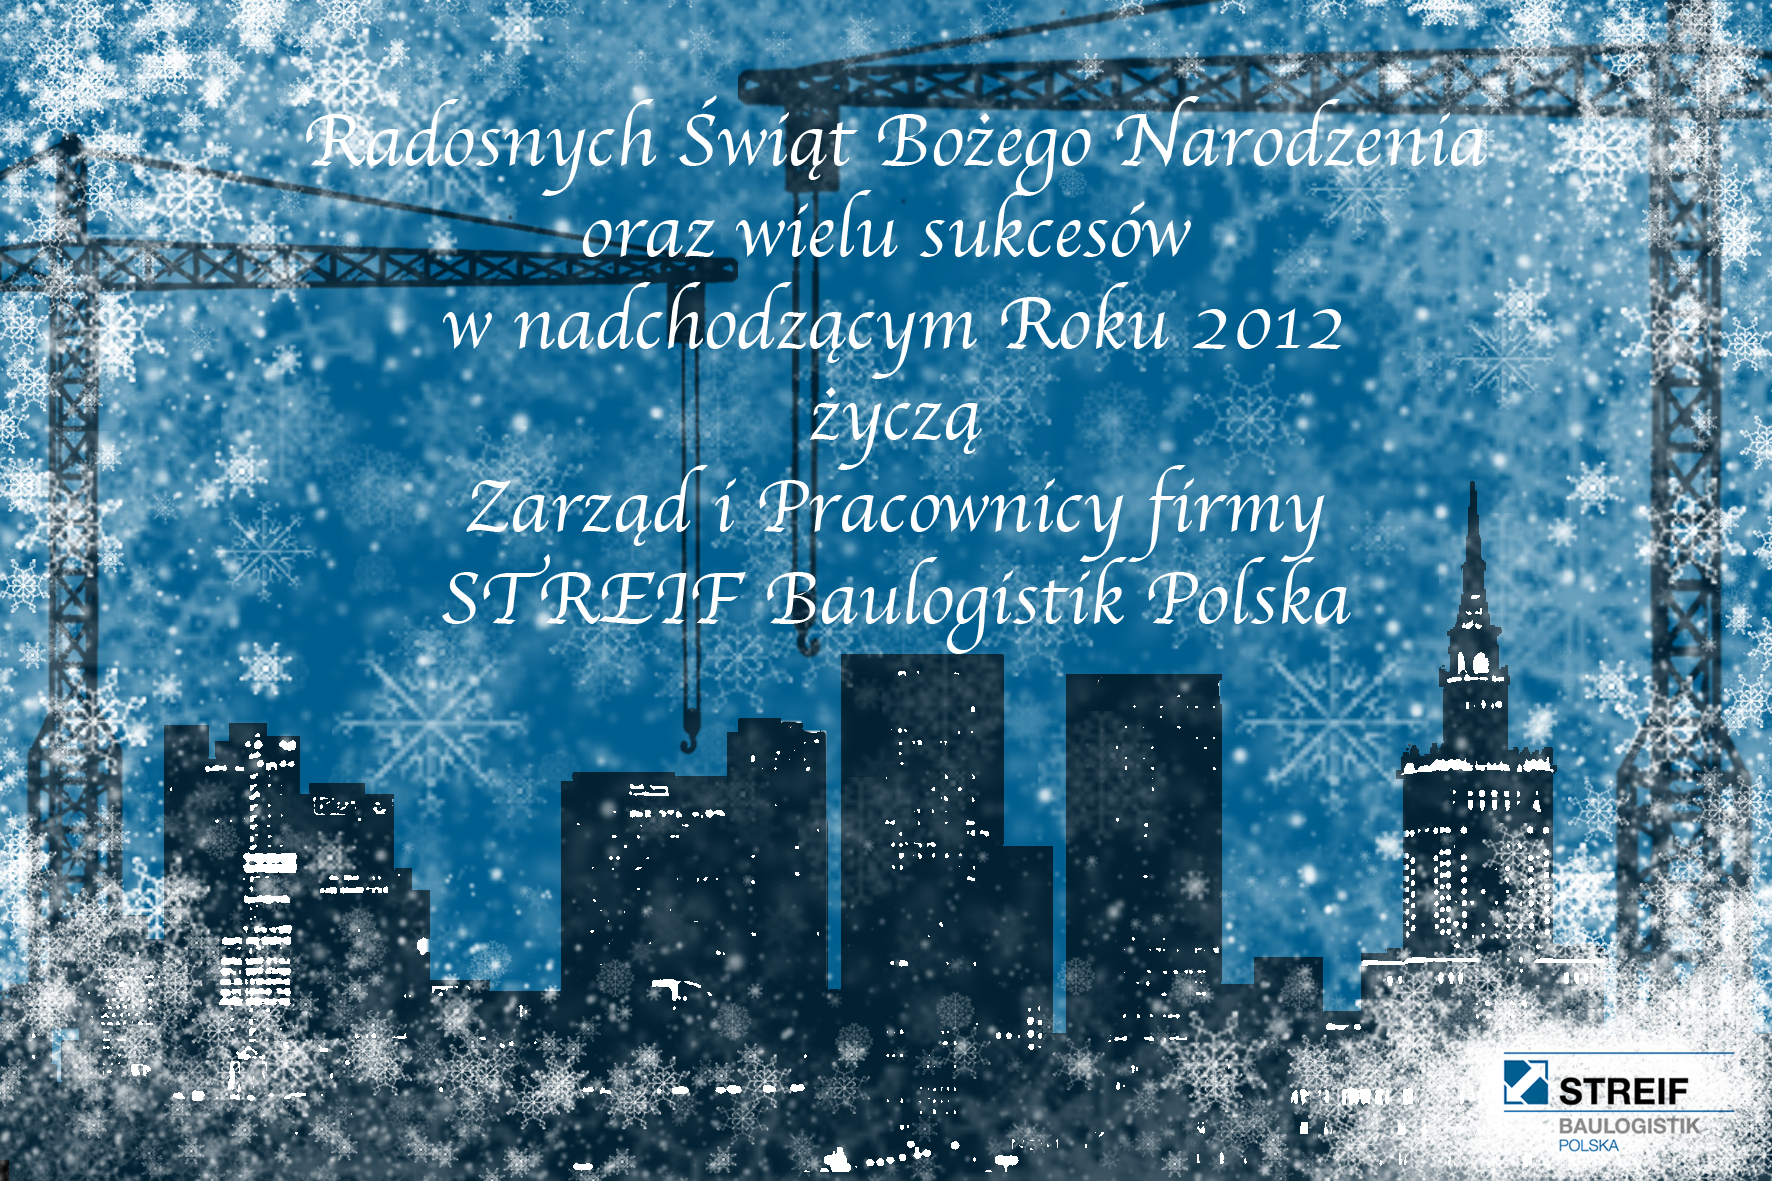 Radosnych Świąt Bożego Narodzenia
oraz wielu sukcesów
w nadchodzącym Roku 2012
życzą
Zarząd i Pracownicy firmy
STREIF Baulogistik Polska
STREIF
BAULOGISTIK
POLSKA